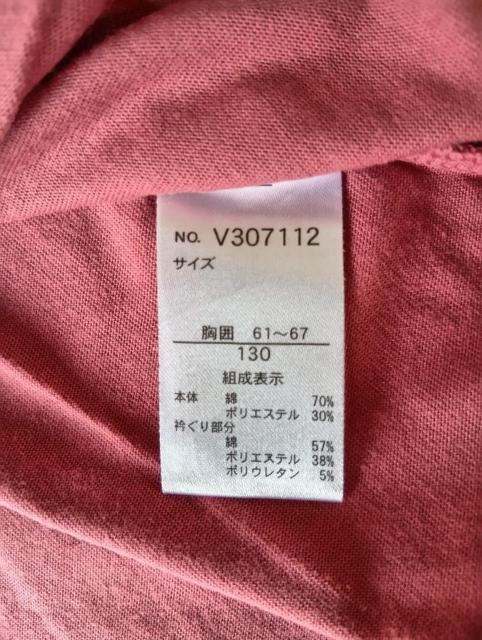 NO. V307112
サイズ
胸囲 61～67
130
組成表示
本体 綿 70%
ポリエステル 30%
衿ぐり部分
綿 57%
ポリエステル 38%
ポリウレタン 5%